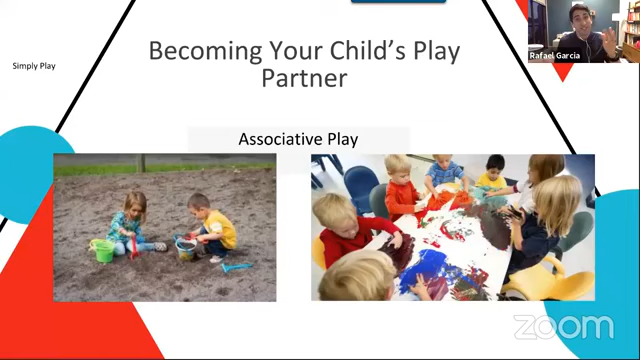 Becoming Your Child's Play
Partner
Simply Play
Rafael Garcia
Associative Play
zoom